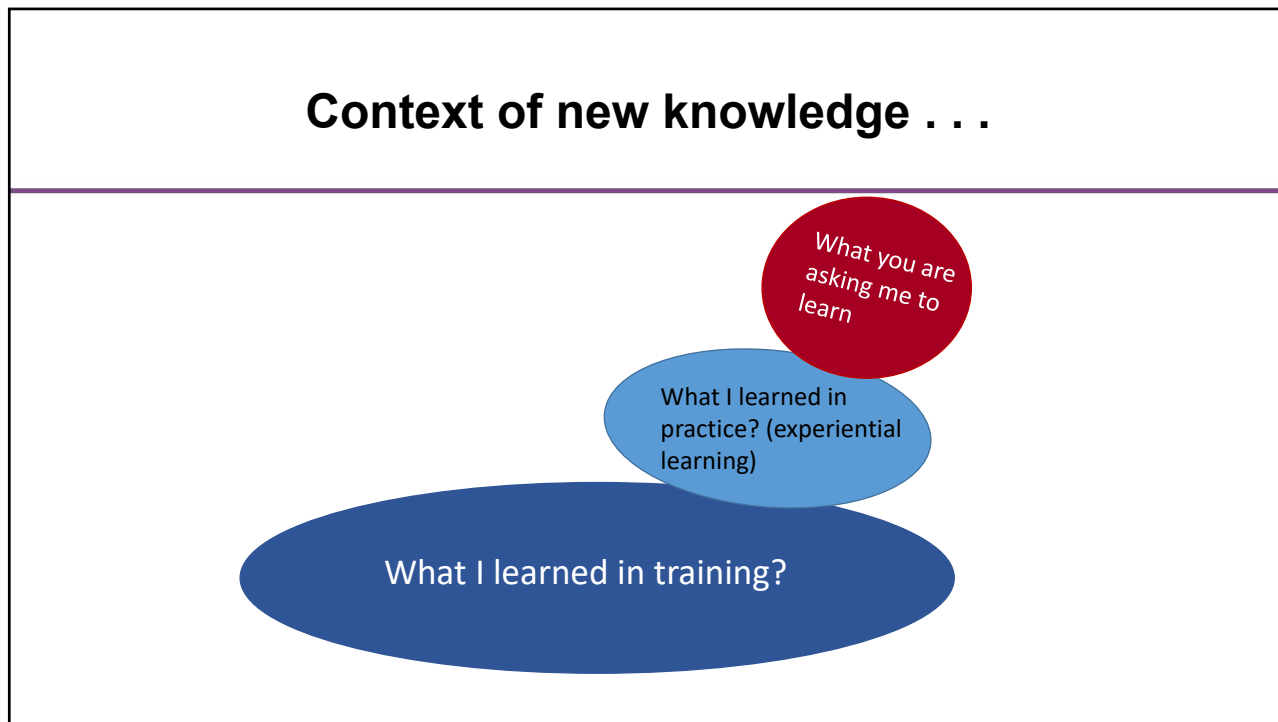 Context of new knowledge . . .
What you are
asking me to
learn
What I learned in
practice? (experiential
learning)
What I learned in training?